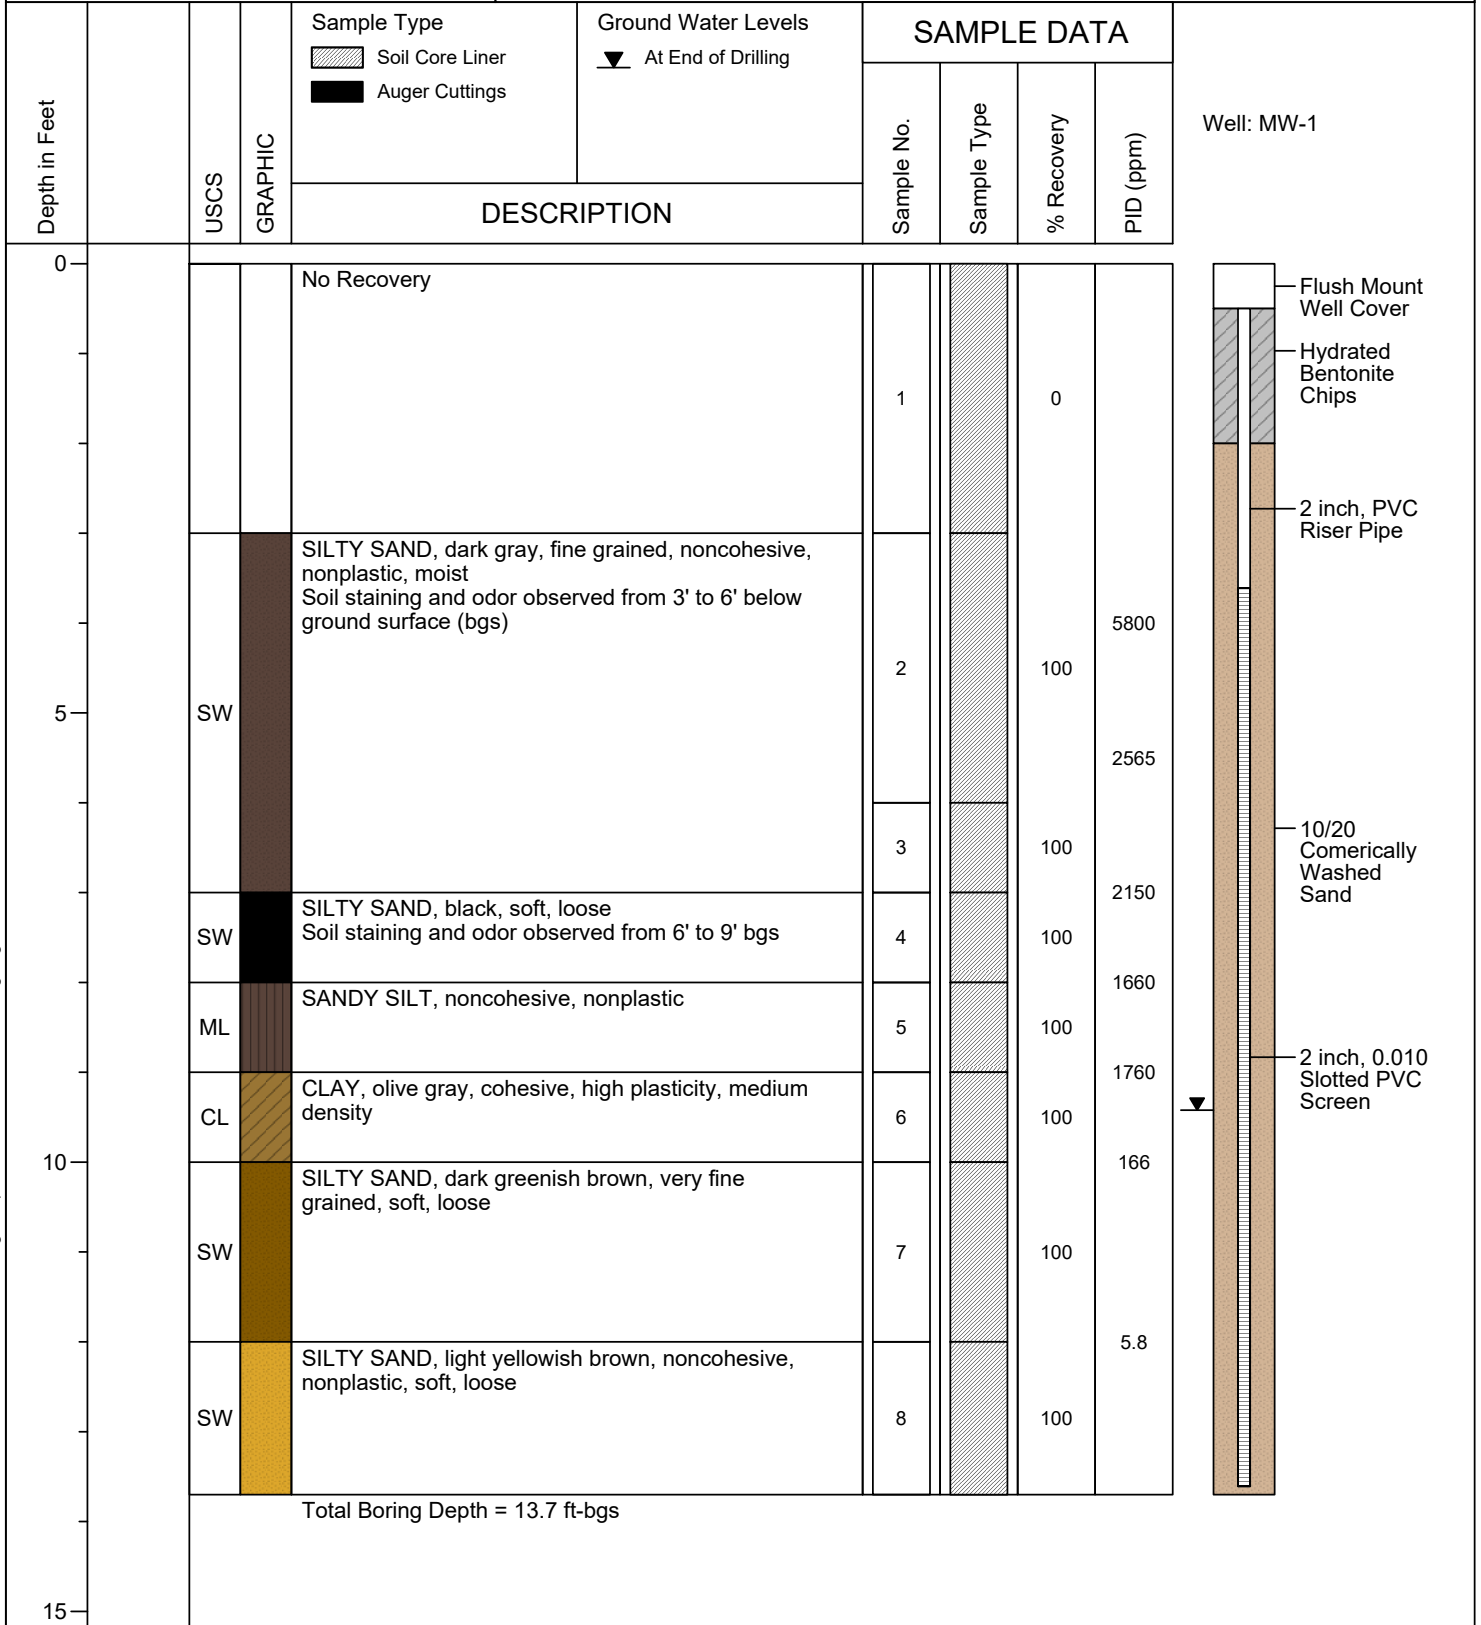 Sample Type
Soil Core Liner
Auger Cuttings
Ground Water Levels
At End of Drilling
SAMPLE DATA
Depth in Feet
USCS
GRAPHIC
DESCRIPTION
Sample No.
Sample Type
% Recovery
PID (ppm)
Well: MW-1
0
No Recovery
1
0
Flush Mount
Well Cover
Hydrated
Bentonite
Chips
2 inch, PVC
Riser Pipe
SILTY SAND, dark gray, fine grained, noncohesive,
nonplastic, moist
Soil staining and odor observed from 3' to 6' below
ground surface (bgs)
5800
2
100
5
SW
2565
3
100
10/20
Comerically
Washed
Sand
2150
SILTY SAND, black, soft, loose
Soil staining and odor observed from 6' to 9' bgs
SW
4
100
1660
SANDY SILT, noncohesive, nonplastic
ML
5
100
2 inch, 0.010
Slotted PVC
Screen
1760
CLAY, olive gray, cohesive, high plasticity, medium
density
CL
6
100
10
166
SILTY SAND, dark greenish brown, very fine
grained, soft, loose
SW
7
100
5.8
SILTY SAND, light yellowish brown, noncohesive,
nonplastic, soft, loose
SW
8
100
Total Boring Depth = 13.7 ft-bgs
15